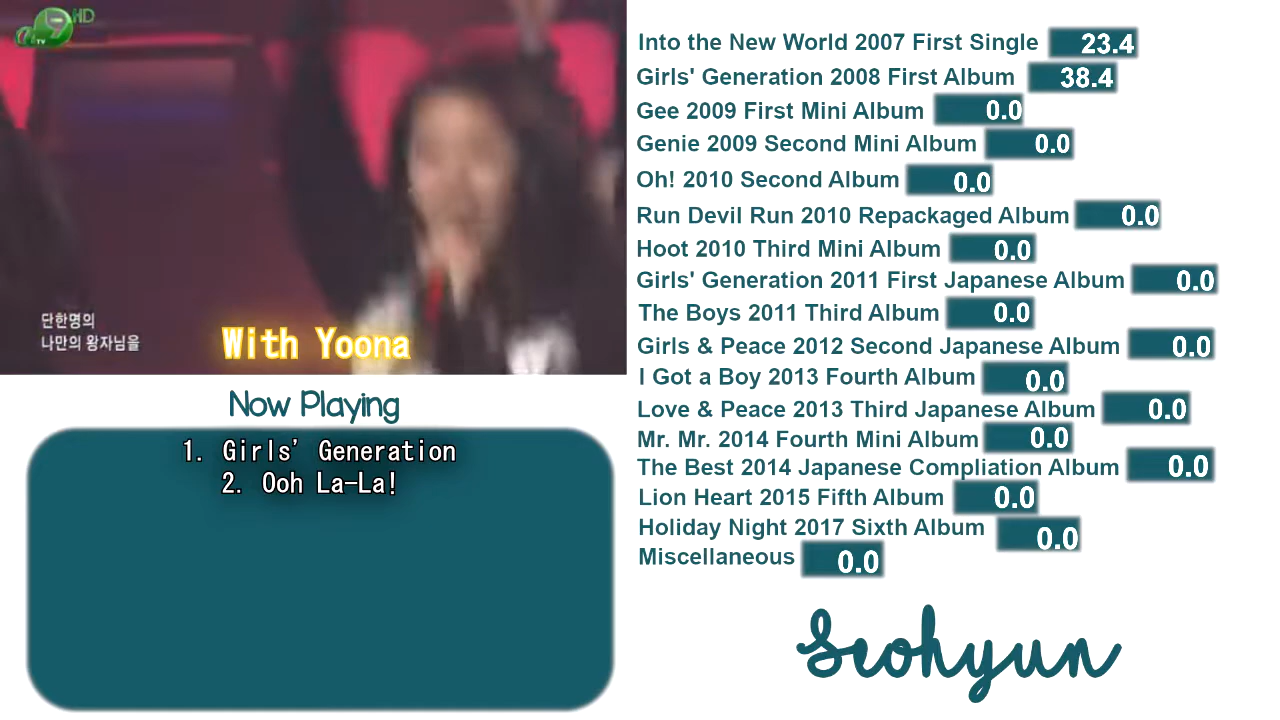 9 HD
TV
단한명의
나만의 왕자님을
With Yoona
Now Playing
1. Girls' Generation
2. Ooh La-La!
Into the New World 2007 First Single 23.4
Girls' Generation 2008 First Album 38.4
Gee 2009 First Mini Album 0.0
Genie 2009 Second Mini Album 0.0
Oh! 2010 Second Album 0.0
Run Devil Run 2010 Repackaged Album 0.0
Hoot 2010 Third Mini Album 0.0
Girls' Generation 2011 First Japanese Album 0.0
The Boys 2011 Third Album 0.0
Girls & Peace 2012 Second Japanese Album 0.0
I Got a Boy 2013 Fourth Album 0.0
Love & Peace 2013 Third Japanese Album 0.0
Mr. Mr. 2014 Fourth Mini Album 0.0
The Best 2014 Japanese Compliation Album 0.0
Lion Heart 2015 Fifth Album 0.0
Holiday Night 2017 Sixth Album 0.0
Miscellaneous 0.0
Seohyun